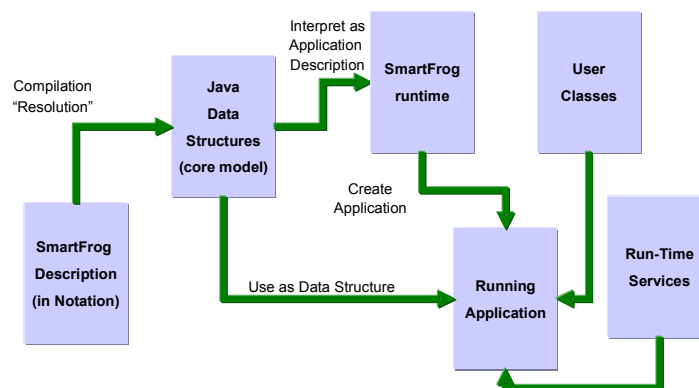 Compilation
“Resolution”
SmartFrog
Description
(in Notation)
Java
Data
Structures
(core model)
Interpret as
Application
Description
SmartFrog
runtime
User
Classes
Create
Application
Use as Data Structure
Running
Application
Run-Time
Services